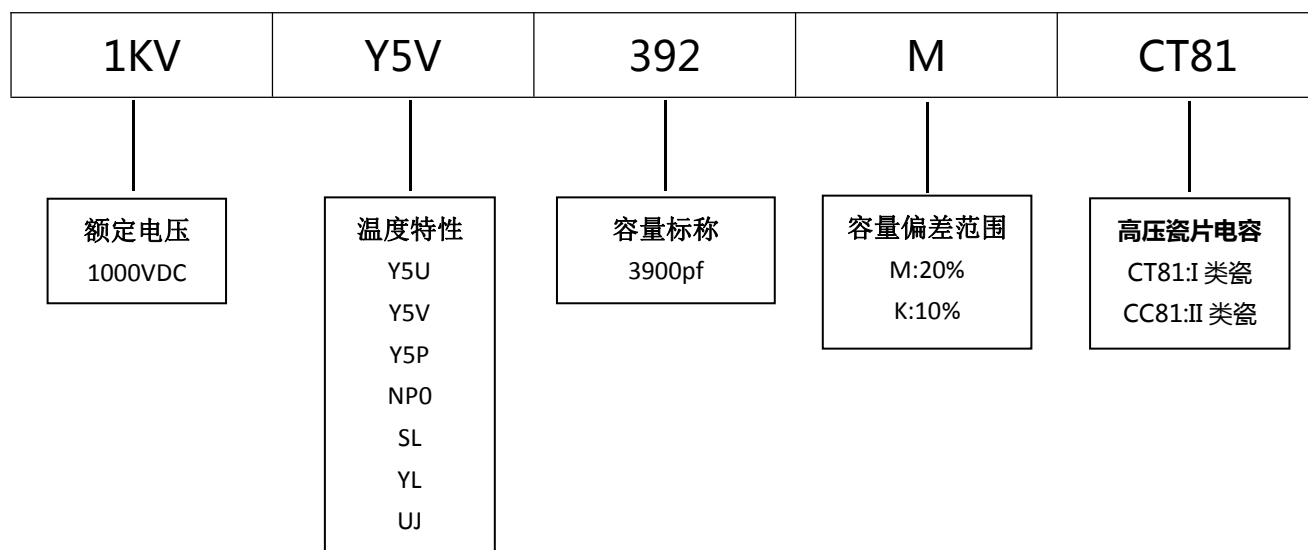 1KV Y5V 392 M CT81
额定电压
1000VDC
温度特性
Y5U
Y5V
Y5P
NP0
SL
YL
UJ
容量标称
3900pf
容量偏差范围
M:20%
K:10%
高压瓷片电容
CT81:I 类瓷
CC81:II 类瓷